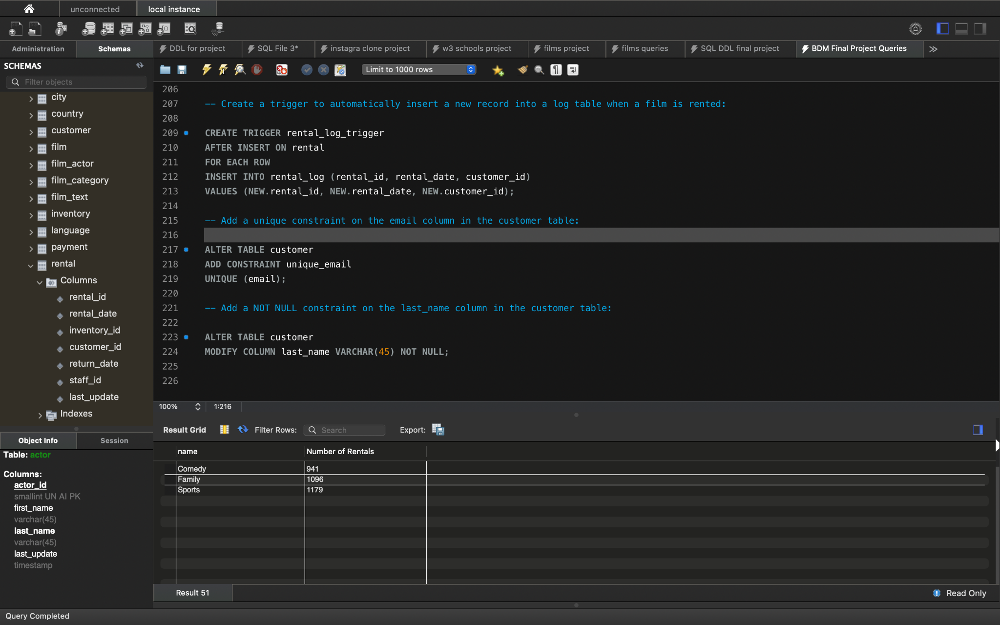 unconnected
local instance
Administration
Schemas
DDL for project
SQL File 3*
instagra clone project
w3 schools project
films project
films queries
SQL DDL final project
BDM Final Project Queries
SCHEMAS
Filter objects
city
country
customer
film
film_actor
film_category
film_text
inventory
language
payment
rental
Columns
rental_id
rental_date
inventory_id
customer_id
return_date
staff_id
last_update
Indexes
Object Info
Session
Table: actor
Columns:
actor_id
smallint UN AI PK
first_name
varchar(45)
last_name
varchar(45)
last_update
timestamp
Limit to 1000 rows
206
207 -- Create a trigger to automatically insert a new record into a log table when a film is rented:
208
209 CREATE TRIGGER rental_log_trigger
210 AFTER INSERT ON rental
211 FOR EACH ROW
212 INSERT INTO rental_log (rental_id, rental_date, customer_id)
213 VALUES (NEW.rental_id, NEW.rental_date, NEW.customer_id);
214
215 -- Add a unique constraint on the email column in the customer table:
216
217 ALTER TABLE customer
218 ADD CONSTRAINT unique_email
219 UNIQUE (email);
220
221 -- Add a NOT NULL constraint on the last_name column in the customer table:
222
223 ALTER TABLE customer
224 MODIFY COLUMN last_name VARCHAR(45) NOT NULL;
225
226
100% 1:216
Result Grid Filter Rows: Search Export:
name Number of Rentals
Comedy 941
Family 1096
Sports 1179
Result 51
Read Only
Query Completed